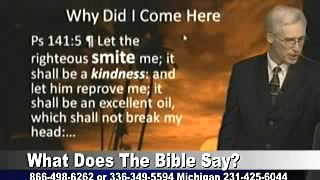 Why Did I Come Here
Ps 141:5 ¶ Let the
righteous smite me; it
shall be a kindness: and
let him reprove me; it
shall be an excellent oil,
which shall not break my
head:...
What Does The Bible Say?
866-498-6262 or 336-349-5594 Michigan 231-425-6044